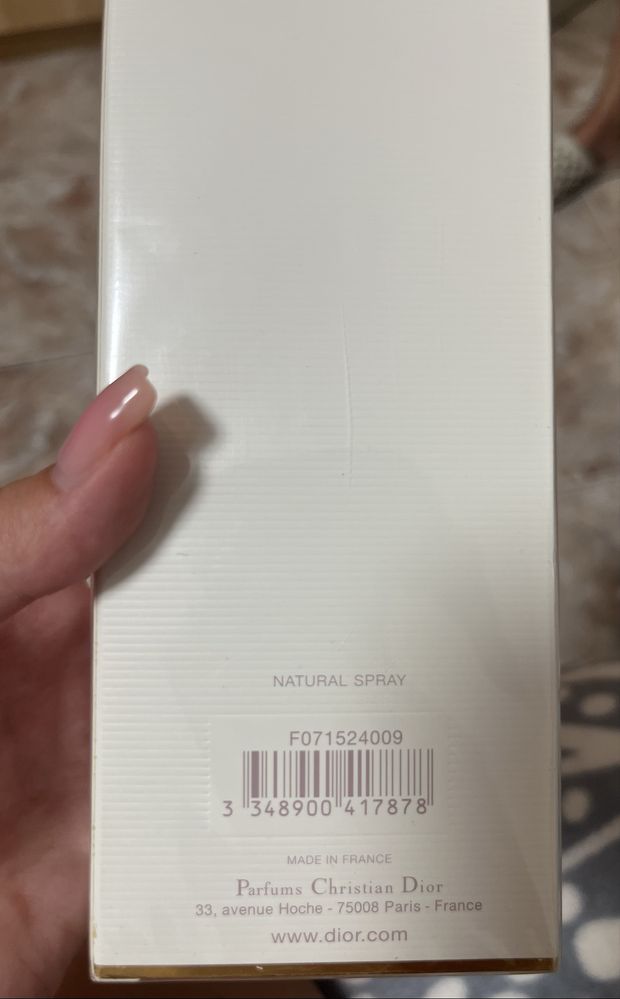 NATURAL SPRAY
F071524009
3 348900 417878
MADE IN FRANCE
Parfums Christian Dior
33, avenue Hoche - 75008 Paris - France
www.dior.com